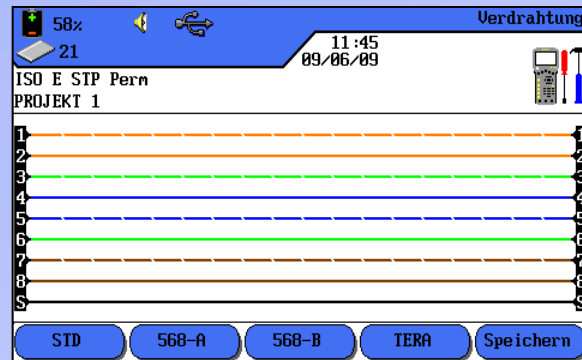 58%
Verdrahtung
21
11:45
09/06/09
ISO E STP Perm
PROJEKT 1
1 1
2 2
3 3
4 4
5 5
6 6
7 7
8 8
S S
STD 568-A 568-B TERA Speichern